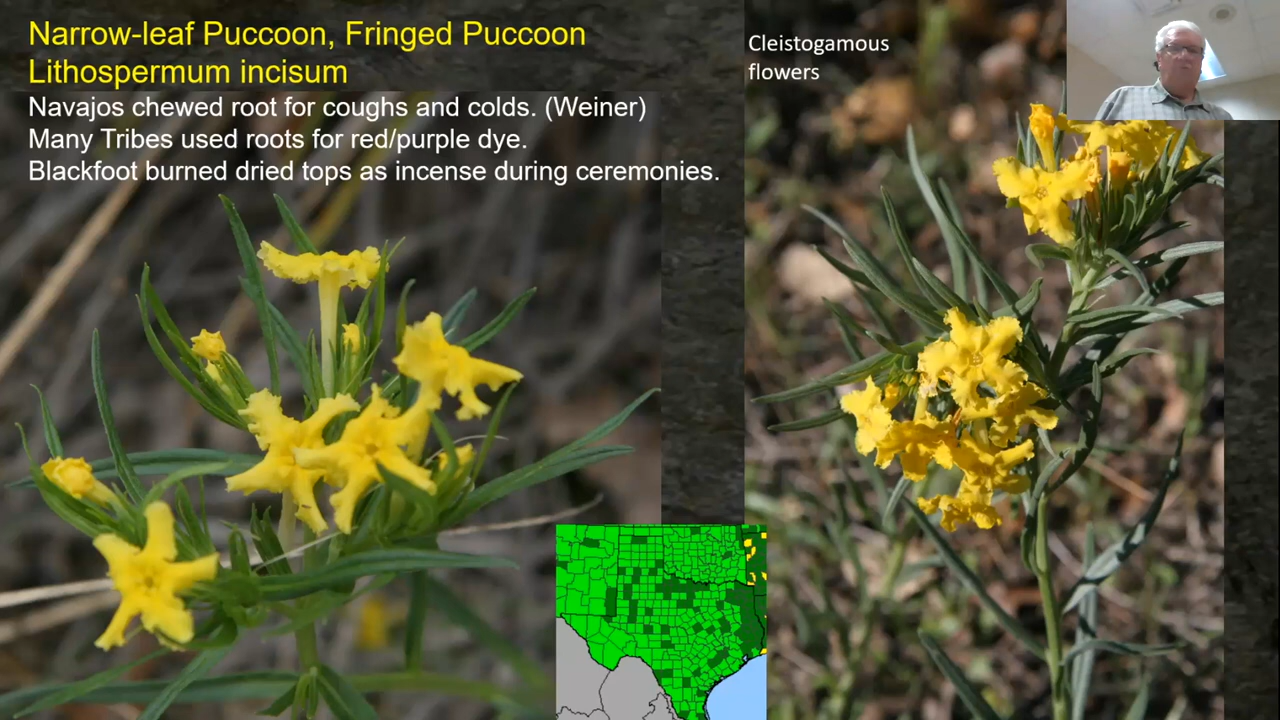 Narrow-leaf Puccoon, Fringed Puccoon
Lithospermum incisum
Navajos chewed root for coughs and colds. (Weiner)
Many Tribes used roots for red/purple dye.
Blackfoot burned dried tops as incense during ceremonies.
Cleistogamous
flowers